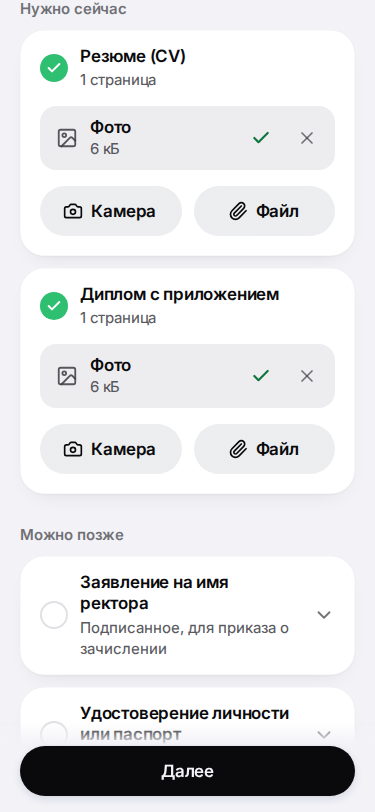 Нужно сейчас
Резюме (CV)
1 страница
Фото
6 кБ
Камера
Файл
Диплом с приложением
1 страница
Фото
6 кБ
Камера
Файл
Можно позже
Заявление на имя
ректора
Подписанное, для приказа о
зачислении
Удостоверение личности
или паспорт
Далее